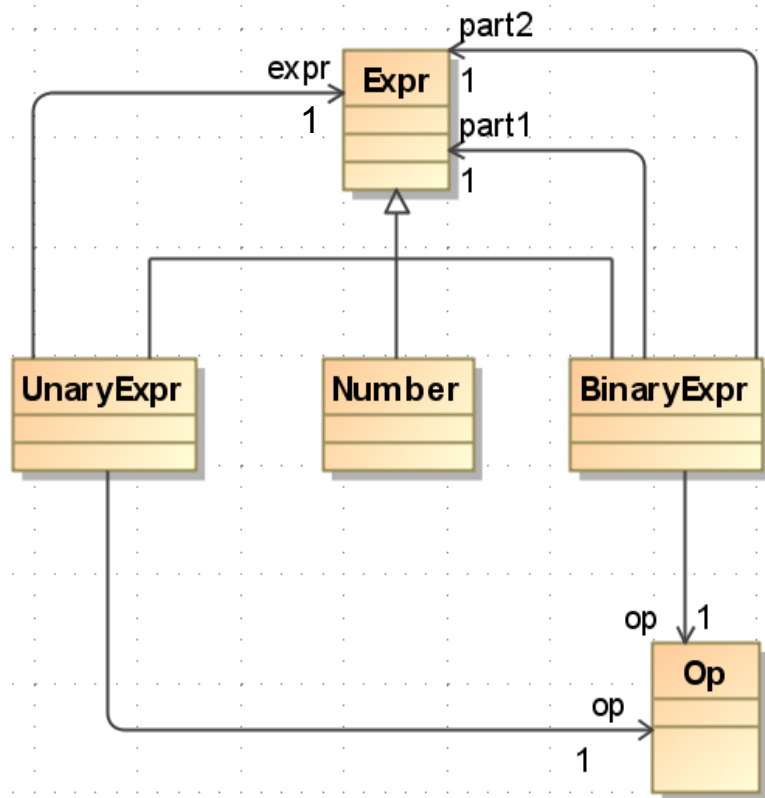 part2
expr
Expr
1
1
part1
1
UnaryExpr
Number
BinaryExpr
op
1
Op
op
1